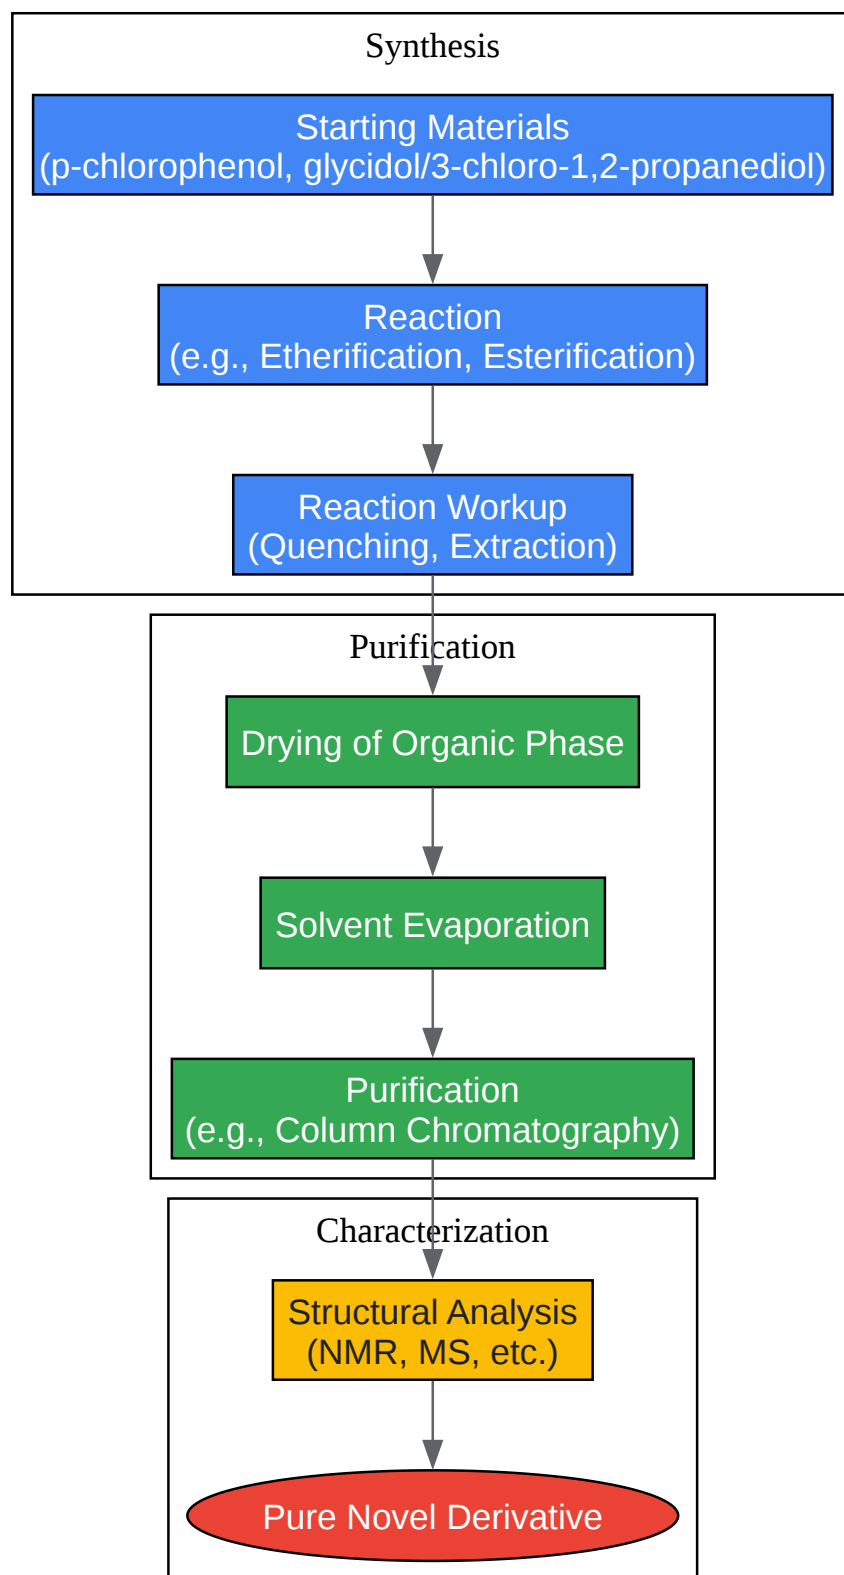 Synthesis
Starting Materials
(p-chlorophenol, glycidol/3-chloro-1,2-propanediol)
Reaction
(e.g., Etherification, Esterification)
Reaction Workup
(Quenching, Extraction)
Purification
Drying of Organic Phase
Solvent Evaporation
Purification
(e.g., Column Chromatography)
Characterization
Structural Analysis
(NMR, MS, etc.)
Pure Novel Derivative